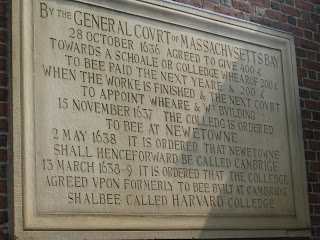 BY THE GENERAL COVRT OF MASSACHVSETTS BAY
28 OCTOBER 1636 AGREED TO GIVE 400 £
TOWARDS A SCHOALE OR COLLEDGE WHEAROF 200 £
TO BEE PAID THE NEXT YEARE & 200 £
WHEN THE WORKE IS FINISHED & THE NEXT COVRT
TO APPOINT WHEARE & WT BVILDING
15 NOVEMBER 1637 THE COLLEDG IS ORDERED
TO BEE AT NEWETOWNE
2 MAY 1638 IT IS ORDERED THAT NEWETOWNE
SHALL HENCEFORWARD BE CALLED CAMBRIGE
13 MARCH 1638-9 IT IS ORDERED THAT THE COLLEDGE
AGREED VPON FORMERLY TO BEE BVILT AT CAMBRIDG
SHALBEE CALLED HARVARD COLLEDGE